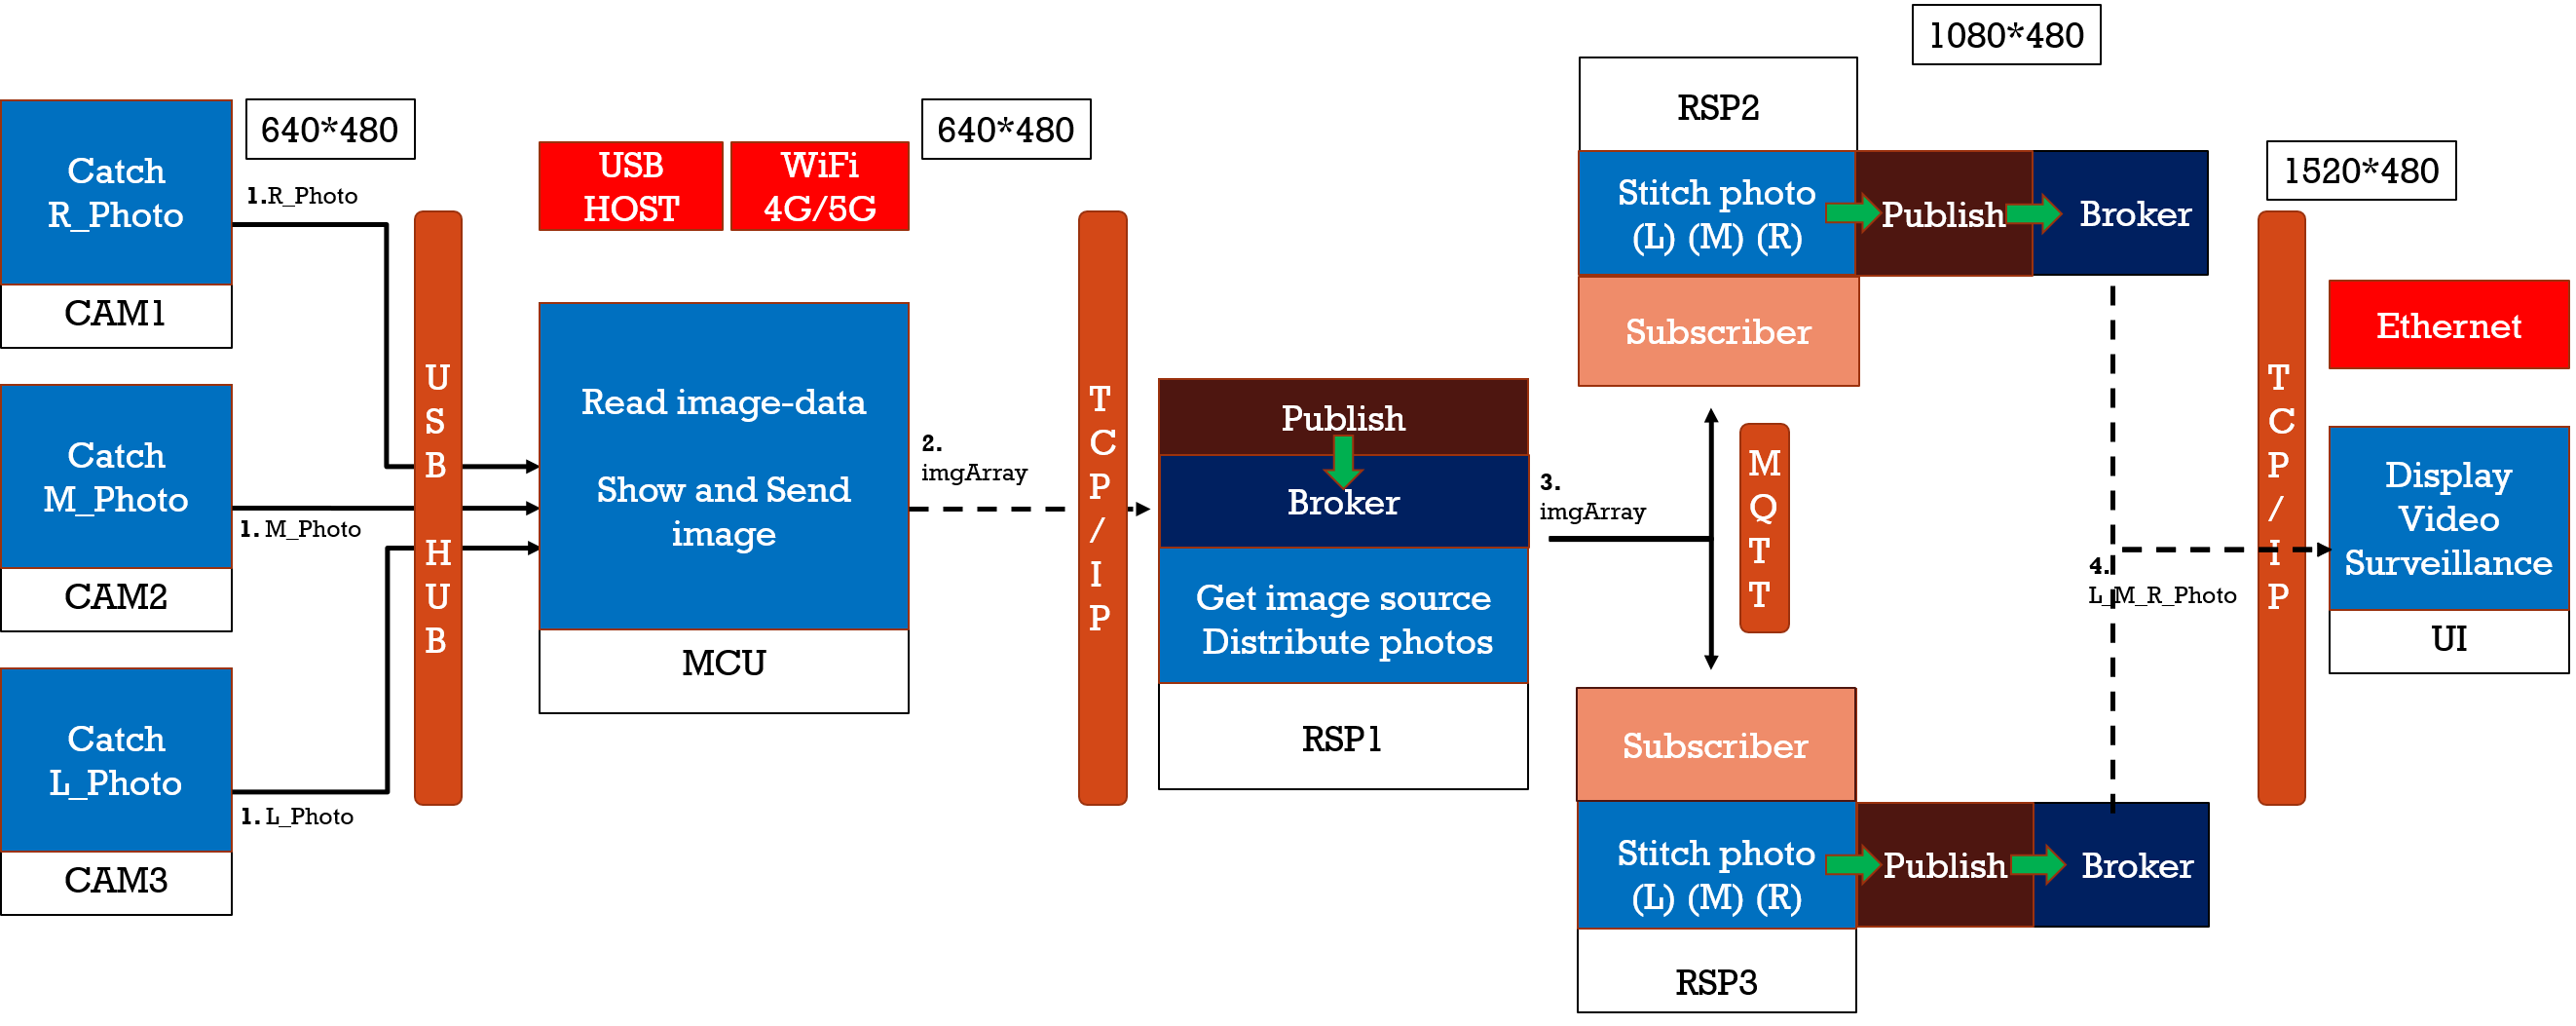 Catch
R_Photo
CAM1
Catch
M_Photo
CAM2
Catch
L_Photo
CAM3
640*480
1.R_Photo
1. M_Photo
1. L_Photo
USB HUB
USB
HOST
WiFi
4G/5G
Read image-data
Show and Send
image
MCU
640*480
2.
imgArray
TCP/IP
Publish
Broker
Get image source
Distribute photos
RSP1
3.
imgArray
RSP2
Stitch photo
(L) (M) (R)
Publish
Broker
Subscriber
MQTT
Subscriber
Stitch photo
(L) (M) (R)
Publish
Broker
RSP3
1080*480
4.
L_M_R_Photo
1520*480
TCP/IP
Ethernet
Display
Video
Surveillance
UI